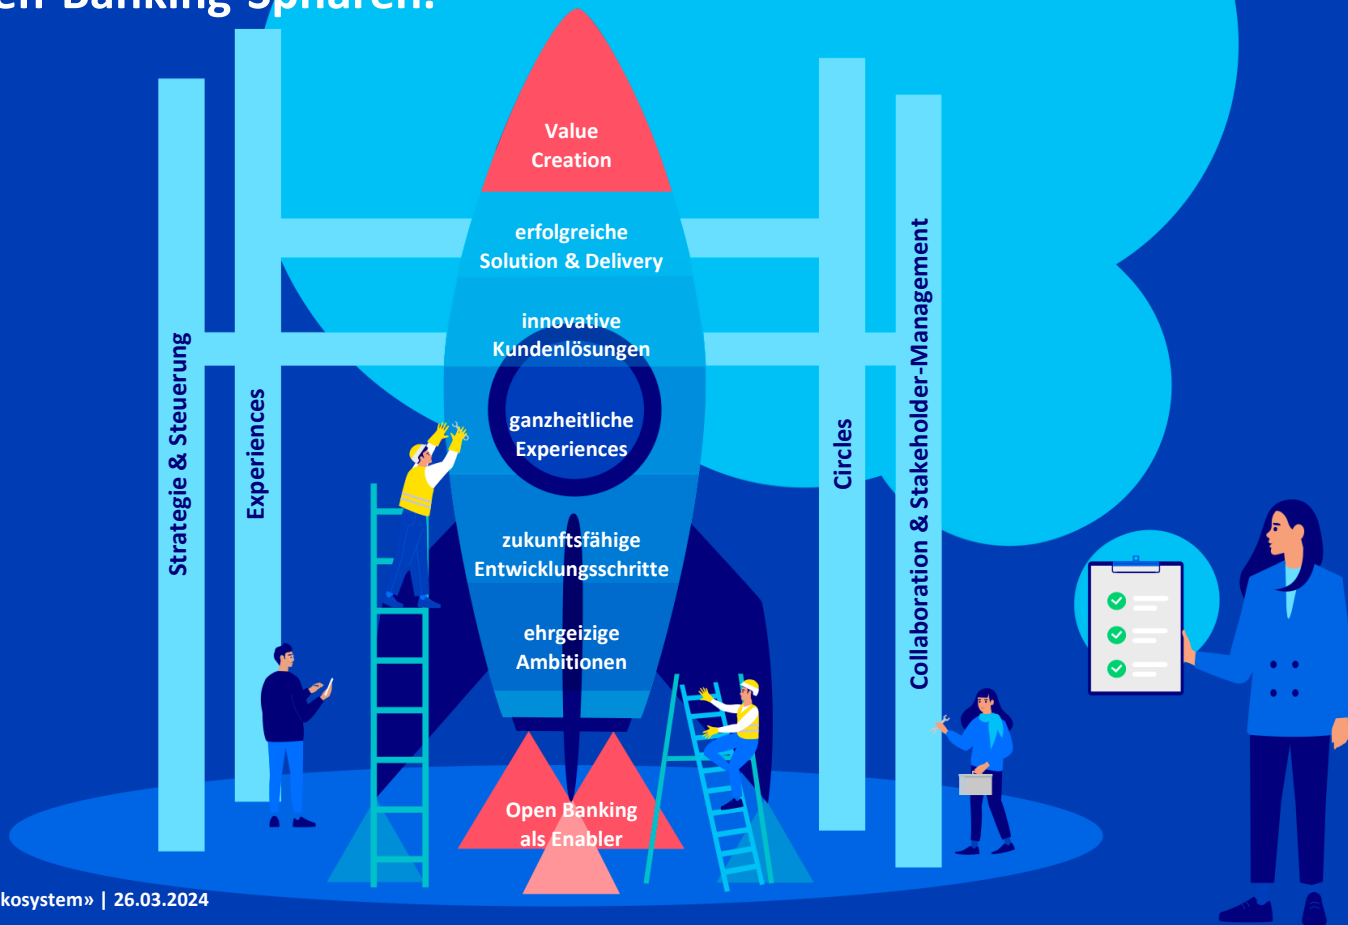 Banking
Value
Creation
erfolgreiche
Solution & Delivery
innovative
Kundenlösungen
ganzheitliche
Experiences
zukunftsfähige
Entwicklungsschritte
ehrgeizige
Ambitionen
Open Banking
als Enabler
Strategie & Steuerung
Experiences
Circles
Collaboration & Stakeholder-Management
kosystem» | 26.03.2024